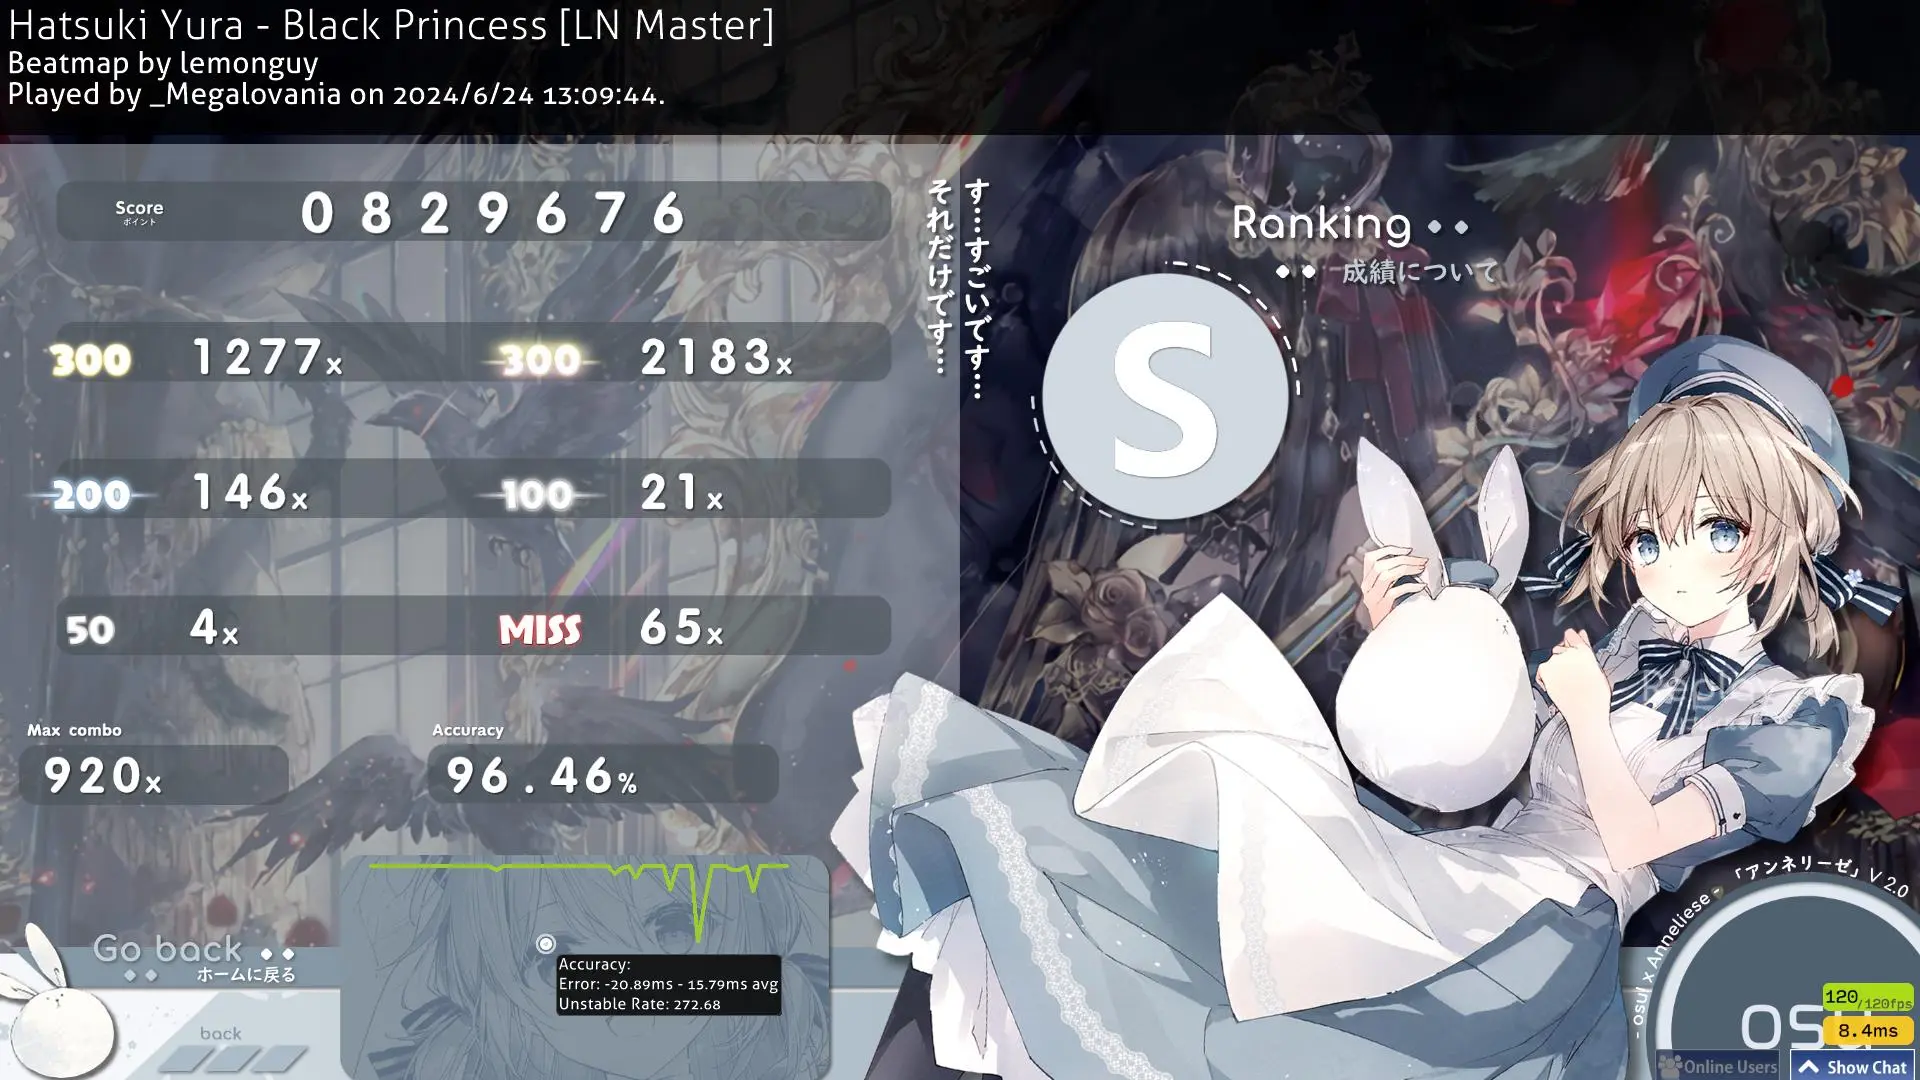 Hatsuki Yura - Black Princess [LN Master]
Beatmap by lemonguy
Played by _Megalovania on 2024/6/24 13:09:44.
Score
ポイント
0829676
す…すごいです…
それだけです…
Ranking
成績について
S
300 1277x 300 2183x
200 146x 100 21x
50 4x MISS 65x
Max combo
920x
Accuracy
96.46%
Accuracy:
Error: -20.89ms - 15.79ms avg
Unstable Rate: 272.68
Go back
ホームに戻る
back
- osu! x Anneliese - 「アンネリーゼ」 V 2.0
120/120fps
8.4ms
Online Users
Show Chat